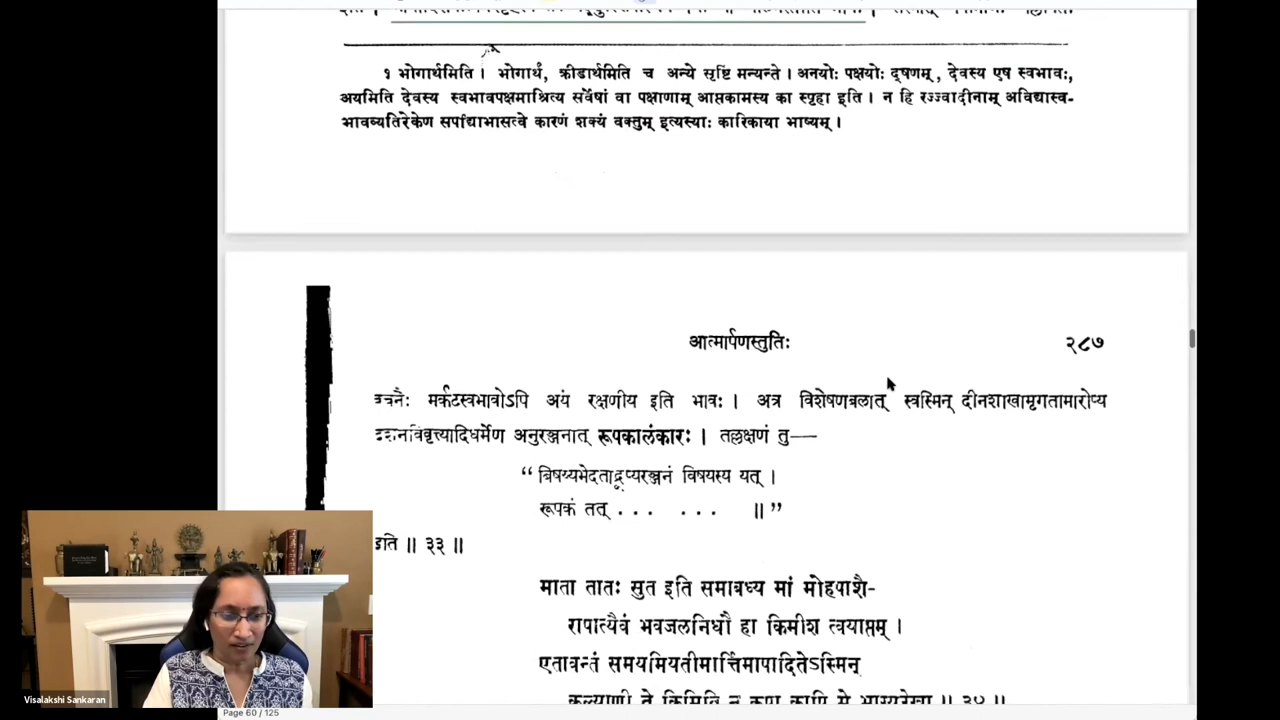 १ भोगार्थमिति । भोगार्थं, क्रीडार्थमिति च अन्ये सृष्टिं मन्यन्ते । अनयोः पक्षयोः दूषणम्, देवस्य एष स्वभावः,
अयमिति देवस्य स्वभावपक्षमाश्रित्य सर्वेषां वा पक्षाणाम् आप्तकामस्य का स्पृहा इति । न हि रज्ज्वादीनाम् अविद्यास्व-
भावव्यतिरेकेण सर्पाद्याभासत्वे कारणं शक्यं वक्तुम् इत्यस्याः कारिकाया भाष्यम् ।
आत्मार्पणस्तुतिः २८७
वचनैः मर्कटस्वभावोऽपि अयं रक्षणीय इति भावः । अत्र विशेषणबलात् स्वस्मिन् दीनशाखामृगतामारोप्य
अनुरञ्जनात् रूपकालंकारः । तल्लक्षणं तु—
“ विषय्यभेदताद्रूप्यरञ्जनं विषयस्य यत् ।
रूपकं तत् . . . . . . ॥ ”
इति ॥ ३३ ॥
माता तातः सुत इति समाबध्य मां मोहपाशै-
रापात्यैवं भवजलनिधौ हा किमीश त्वयाप्तम् ।
एतावन्तं समयमियतीमार्त्तिमापादितेऽस्मिन्
कल्याणी ते किमिति न कृपा कापि मे भाग्यरेखा ॥ ३४ ॥
Visalakshi Sankaran
Page 60 / 125